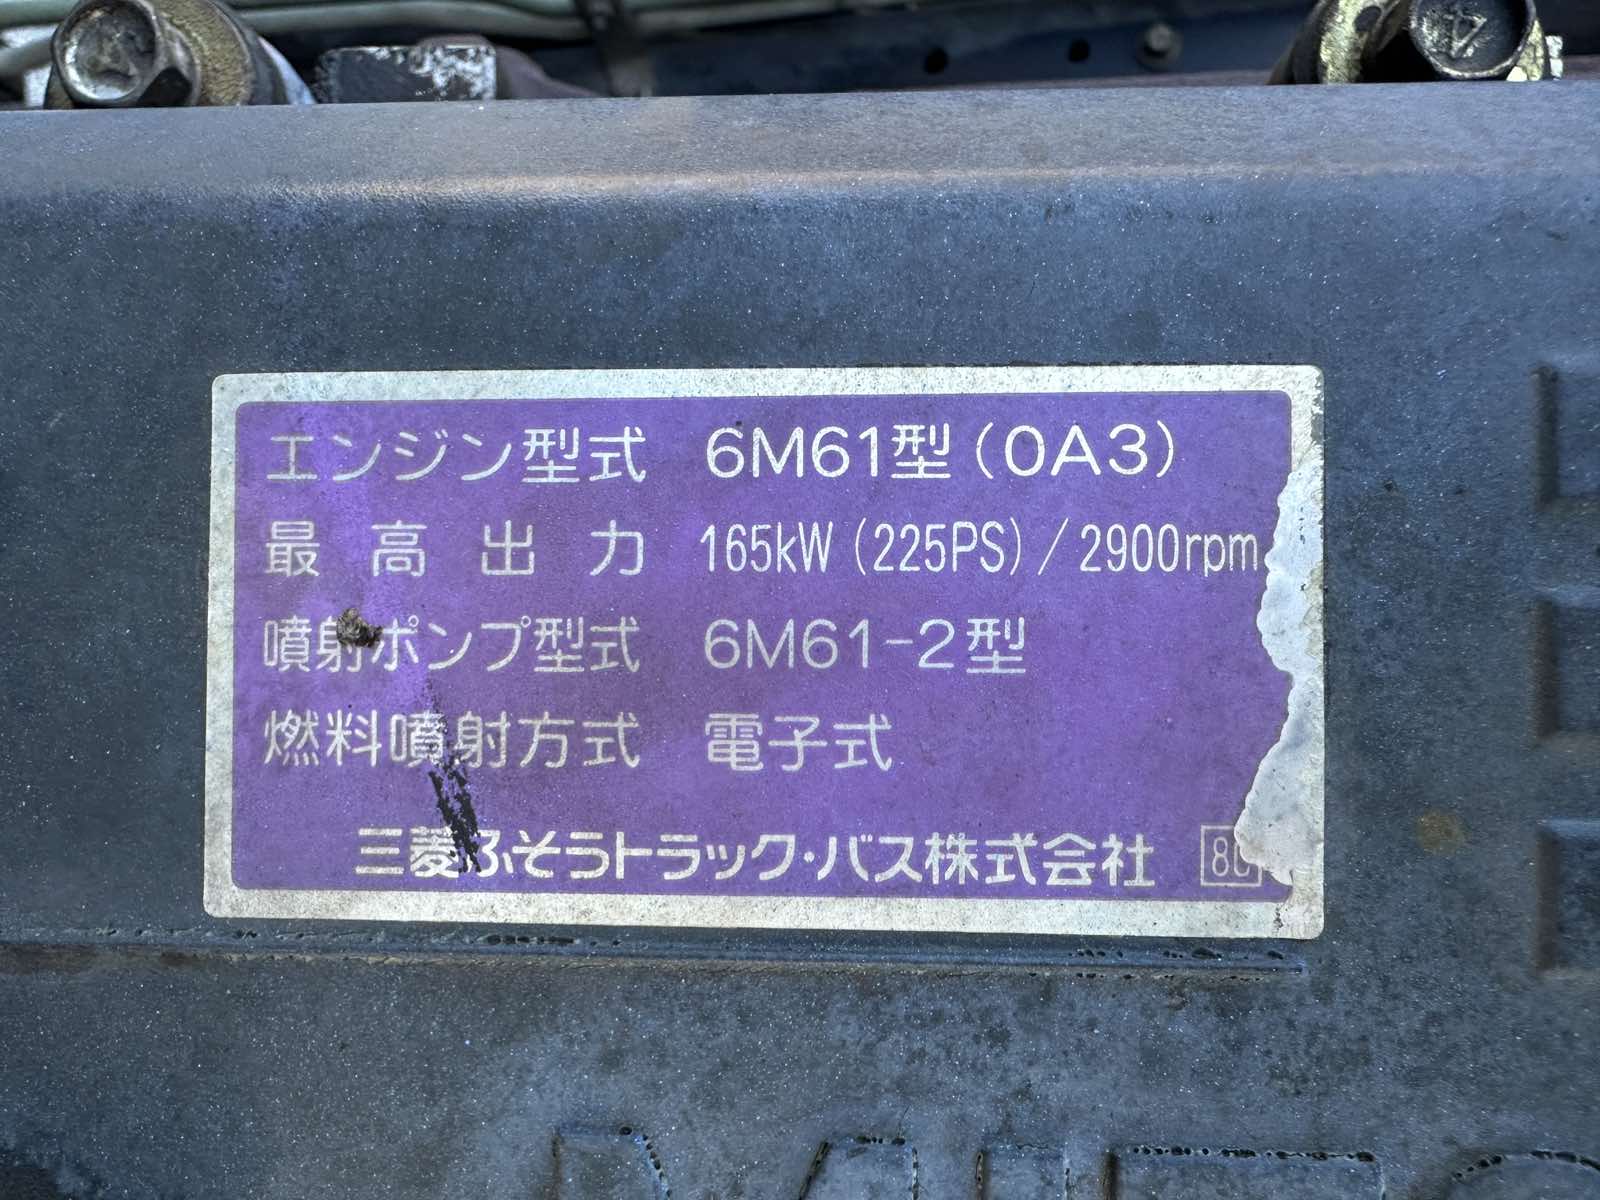 エンジン型式 6M61型(0A3)
最高出力 165kW(225PS)/2900rpm
噴射ポンプ型式 6M61-2型
燃料噴射方式 電子式
三菱ふそうトラック・バス株式会社